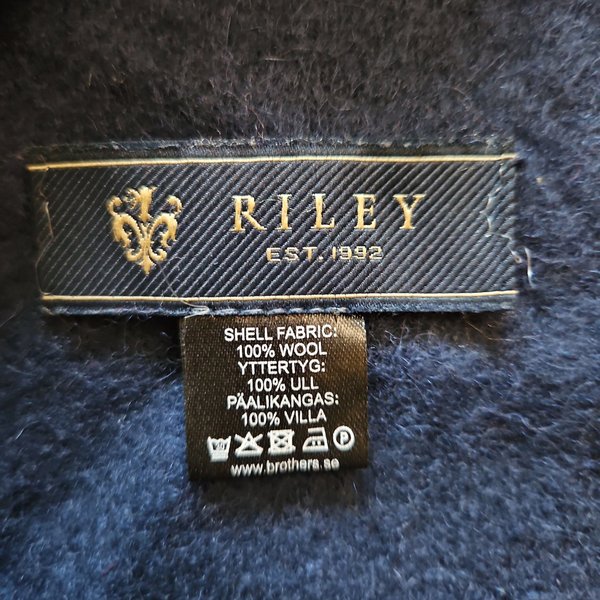 RILEY
EST. 1992
SHELL FABRIC:
100% WOOL
YTTERTYG:
100% ULL
PÄÄLIKANGAS:
100% VILLA
P
www.brothers.se